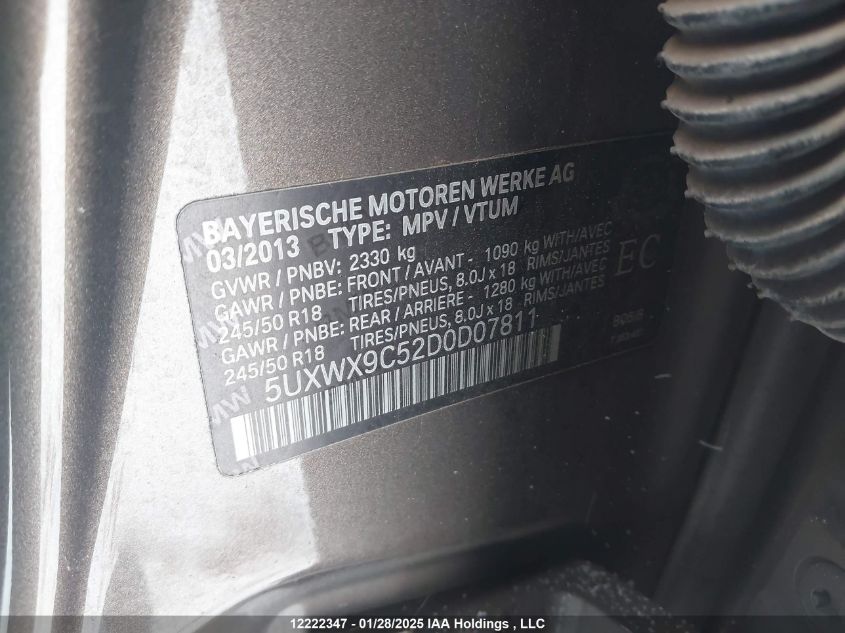 BAYERISCHE MOTOREN WERKE AG
03/2013 TYPE: MPV / VTUM
GVWR / PNBV: 2330 kg
GAWR / PNBE: FRONT / AVANT - 1090 kg WITH/AVEC
245/50 R18 TIRES/PNEUS, 8.0J x 18 RIMS/JANTES
GAWR / PNBE: REAR / ARRIERE - 1280 kg WITH/AVEC
245/50 R18 TIRES/PNEUS, 8.0J x 18 RIMS/JANTES
5UXWX9C52D0D07811
EC
BMW
12222347 - 01/28/2025 IAA Holdings , LLC